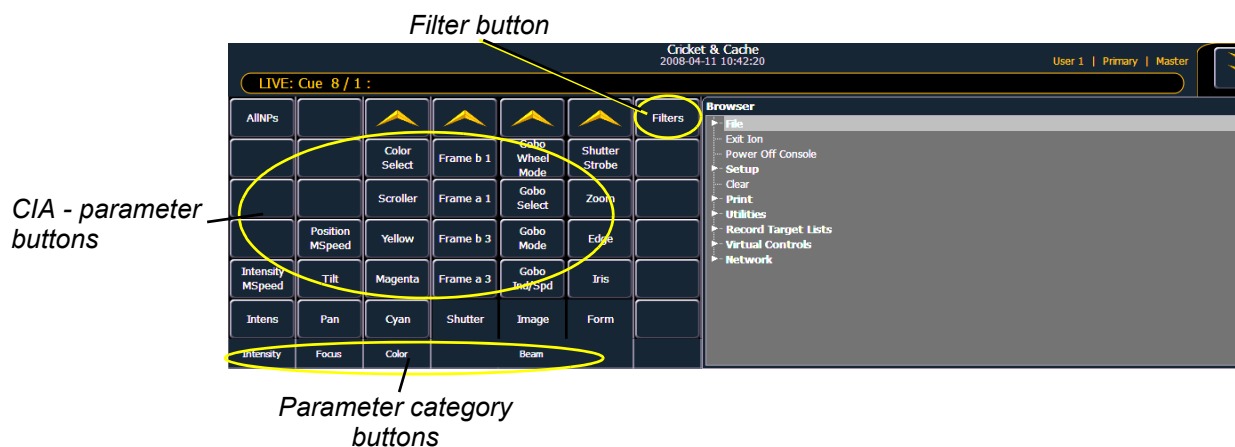 Filter button
Cricket & Cache
2008-04-11 10:42:20
User 1 | Primary | Master
LIVE: Cue 8 / 1 :
AllNPs
Filters
Browser
File
Exit Ion
Power Off Console
Setup
Clear
Print
Utilities
Record Target Lists
Virtual Controls
Network
Color Select
Frame b 1
Gobo Wheel Mode
Shutter Strobe
Scroller
Frame a 1
Gobo Select
Zoom
CIA - parameter
buttons
Position MSpeed
Yellow
Frame b 3
Gobo Mode
Edge
Intensity MSpeed
Tilt
Magenta
Frame a 3
Gobo Ind/Spd
Iris
Intens
Pan
Cyan
Shutter
Image
Form
Intensity
Focus
Color
Beam
Parameter category
buttons